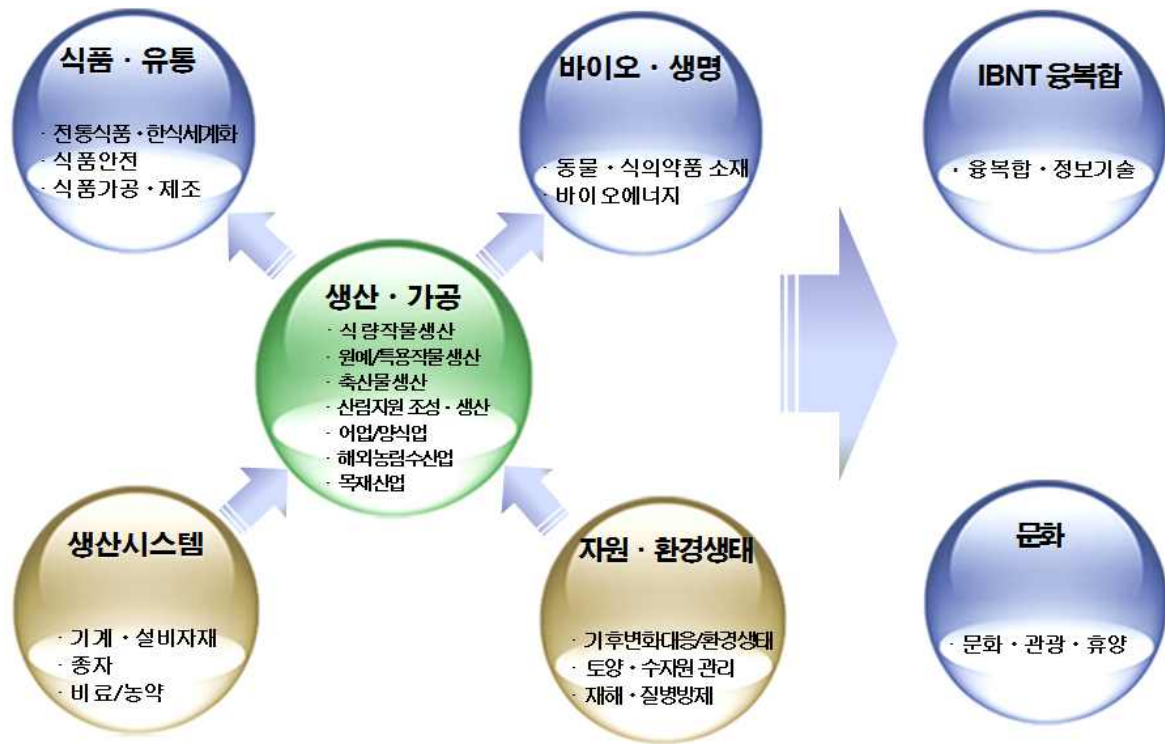 식품 · 유통
· 전통식품 · 한식세계화
· 식품안전
· 식품가공 · 제조
바이오 · 생명
· 동물 · 식의약품 소재
· 바이오에너지
IBNT 융복합
· 융복합 · 정보기술
생산 · 가공
· 식량작물생산
· 원예/특용작물생산
· 축산물생산
· 산림자원 조성 · 생산
· 어업/양식업
· 해외농림수산업
· 목재산업
생산시스템
· 기계 · 설비자재
· 종자
· 비료/농약
자원 · 환경생태
· 기후변화대응/환경생태
· 토양 · 수자원 관리
· 재해 · 질병방제
문화
· 문화 · 관광 · 휴양